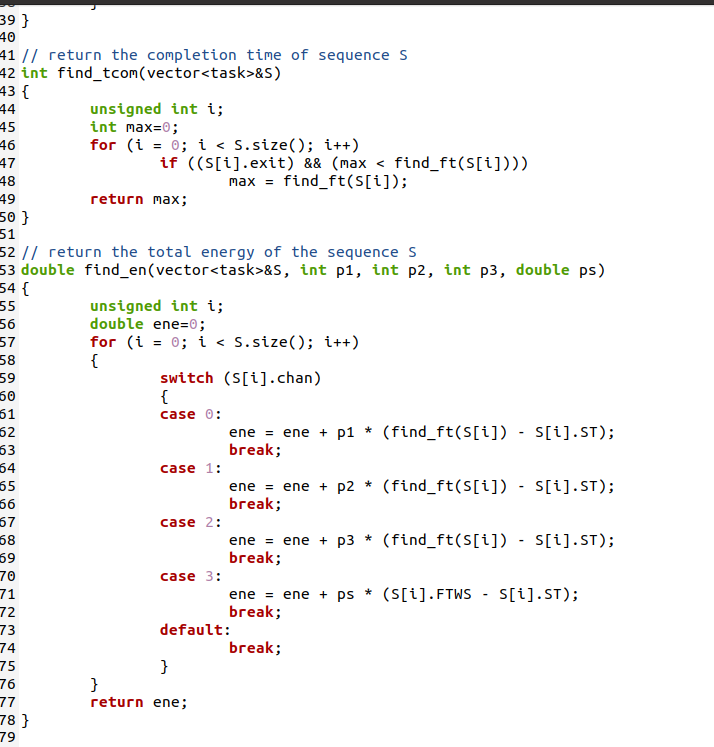 39 }
40
41 // return the completion time of sequence S
42 int find_tcom(vector<task>&S)
43 {
44         unsigned int i;
45         int max=0;
46         for (i = 0; i < S.size(); i++)
47                 if ((S[i].exit) && (max < find_ft(S[i])))
48                         max = find_ft(S[i]);
49         return max;
50 }
51
52 // return the total energy of the sequence S
53 double find_en(vector<task>&S, int p1, int p2, int p3, double ps)
54 {
55         unsigned int i;
56         double ene=0;
57         for (i = 0; i < S.size(); i++)
58         {
59                 switch (S[i].chan)
60                 {
61                 case 0:
62                         ene = ene + p1 * (find_ft(S[i]) - S[i].ST);
63                         break;
64                 case 1:
65                         ene = ene + p2 * (find_ft(S[i]) - S[i].ST);
66                         break;
67                 case 2:
68                         ene = ene + p3 * (find_ft(S[i]) - S[i].ST);
69                         break;
70                 case 3:
71                         ene = ene + ps * (S[i].FTWS - S[i].ST);
72                         break;
73                 default:
74                         break;
75                 }
76         }
77         return ene;
78 }
79